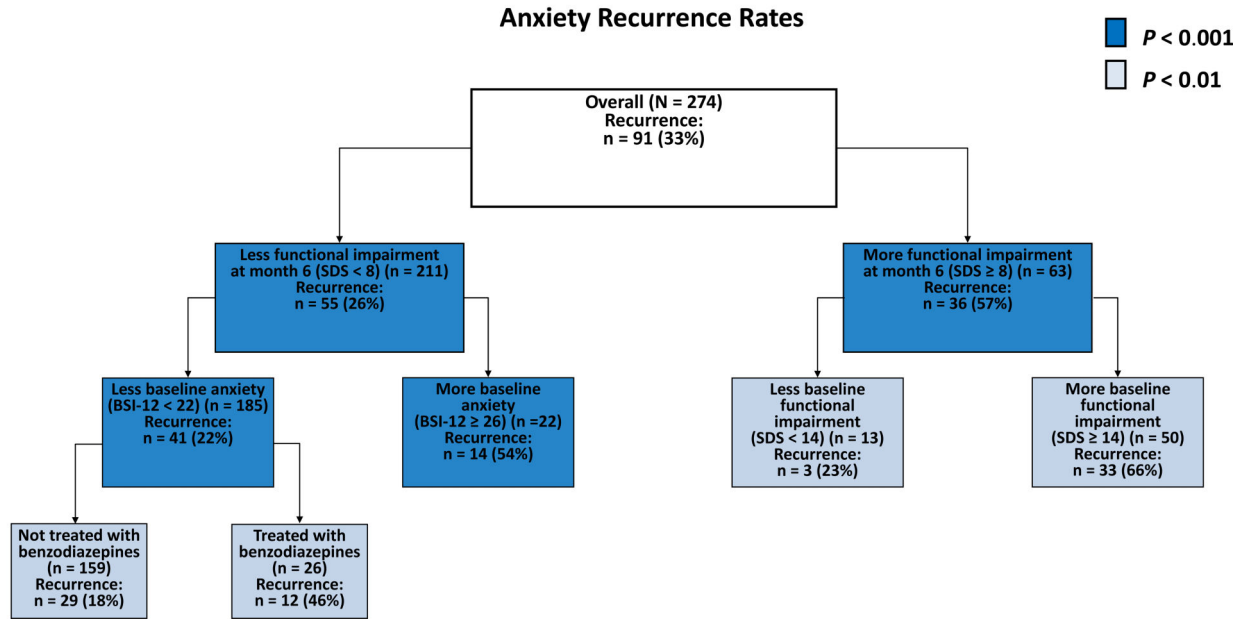 Anxiety Recurrence Rates
P < 0.001
P < 0.01
Overall (N = 274)
Recurrence:
n = 91 (33%)
Less functional impairment
at month 6 (SDS < 8) (n = 211)
Recurrence:
n = 55 (26%)
More functional impairment
at month 6 (SDS ≥ 8) (n = 63)
Recurrence:
n = 36 (57%)
Less baseline anxiety
(BSI-12 < 22) (n = 185)
Recurrence:
n = 41 (22%)
More baseline
anxiety
(BSI-12 ≥ 26) (n =22)
Recurrence:
n = 14 (54%)
Less baseline
functional
impairment
(SDS < 14) (n = 13)
Recurrence:
n = 3 (23%)
More baseline
functional
impairment
(SDS ≥ 14) (n = 50)
Recurrence:
n = 33 (66%)
Not treated with
benzodiazepines
(n = 159)
Recurrence:
n = 29 (18%)
Treated with
benzodiazepines
(n = 26)
Recurrence:
n = 12 (46%)